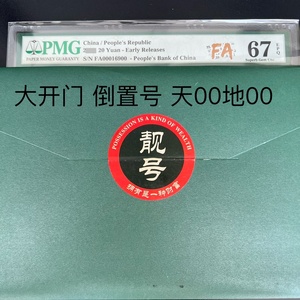 PMG
PAPER MONEY GUARANTY
China / People's Republic
20 Yuan - Early Releases
S/N FA00016000 - People's Bank of China
FA
67 EPQ
Superb Gem Unc
大开门 倒置号 天00地00
POSSESSION IS A KIND OF WEALTH
靓号
拥有是一种财富